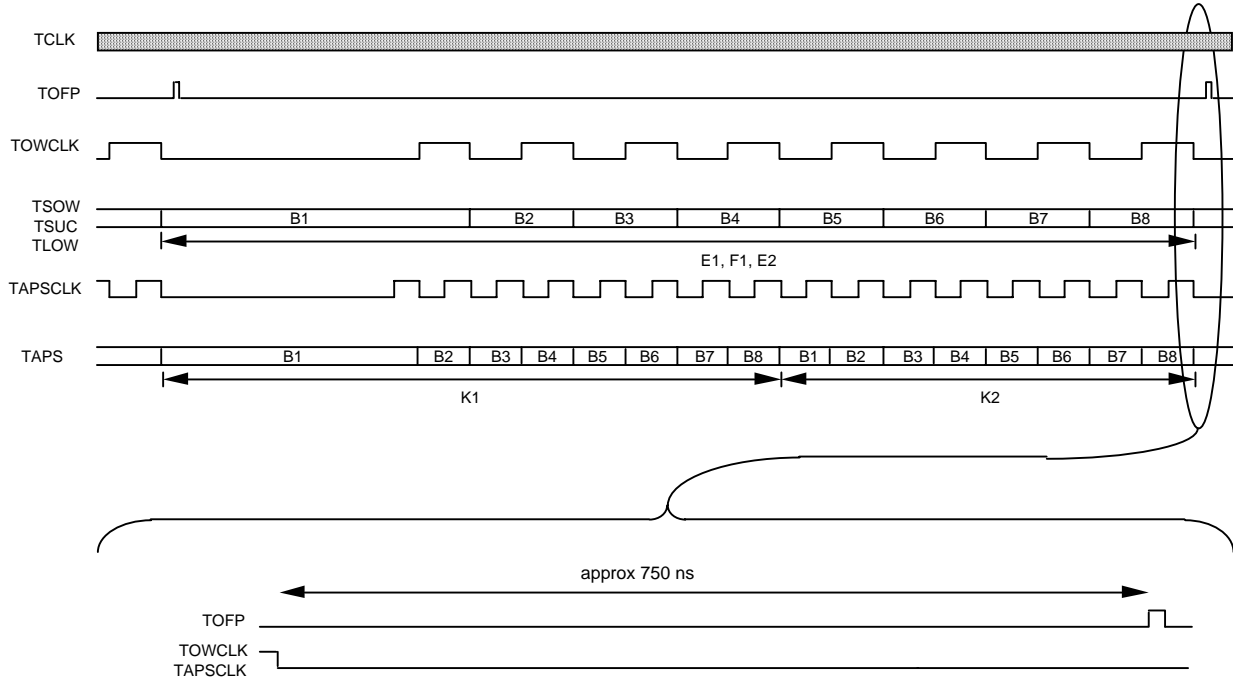 TCLK
TOFP
TOWCLK
TSOW
TSUC
TLOW
B1 B2 B3 B4 B5 B6 B7 B8
E1, F1, E2
TAPSCLK
TAPS
B1 B2 B3 B4 B5 B6 B7 B8 B1 B2 B3 B4 B5 B6 B7 B8
K1 K2
approx 750 ns
TOFP
TOWCLK
TAPSCLK